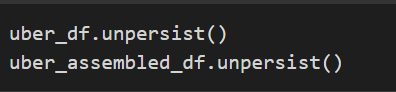 uber_df.unpersist()
uber_assembled_df.unpersist()